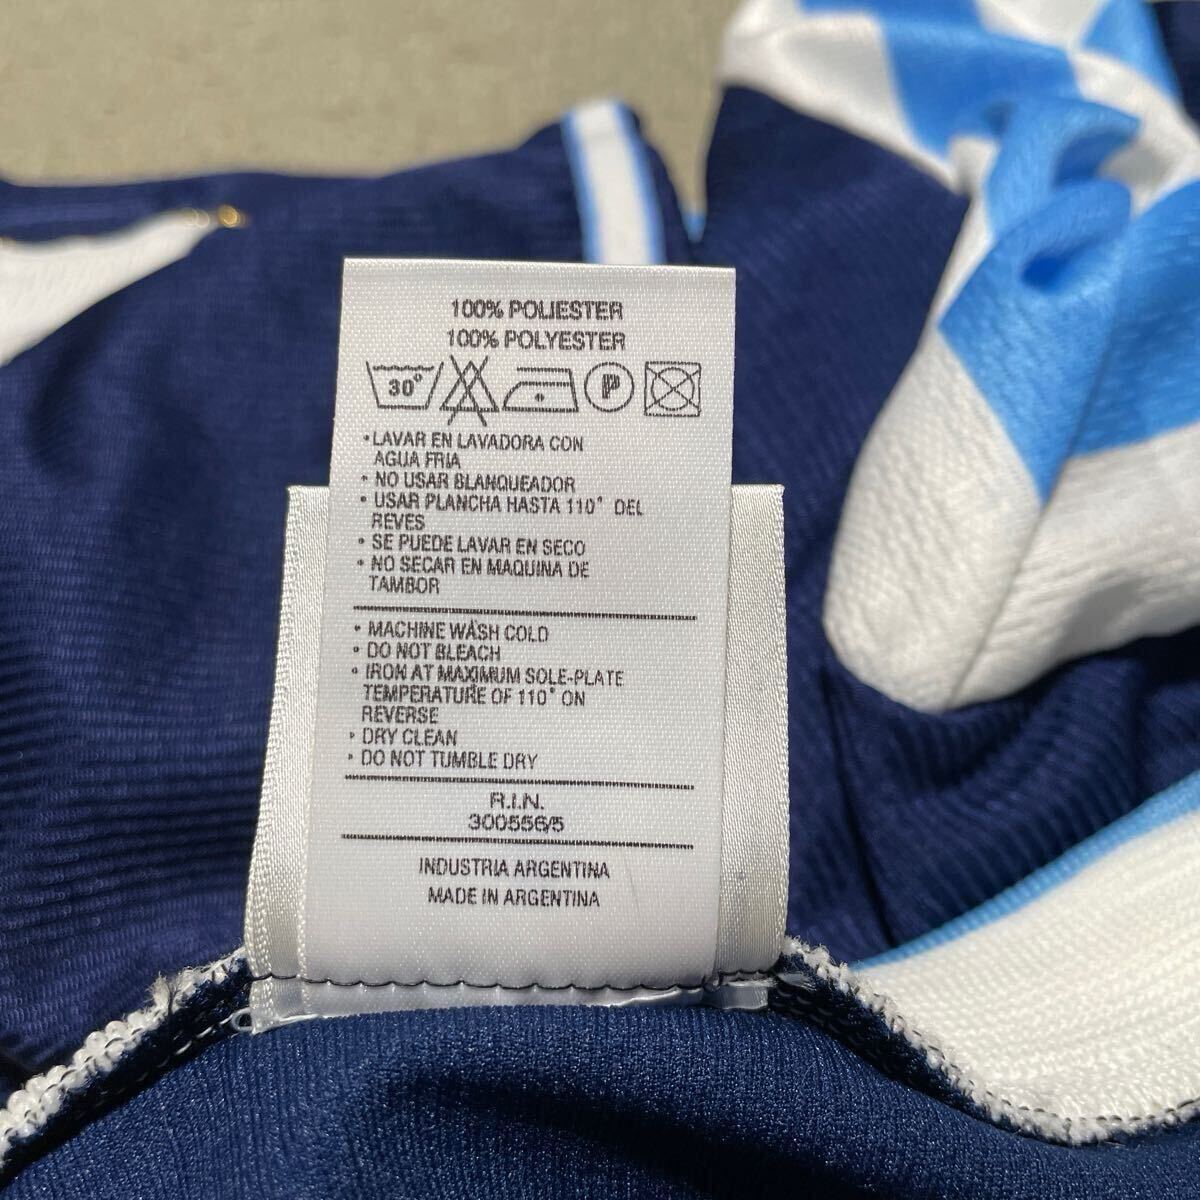 100% POLIESTER
100% POLYESTER
30° P
• LAVAR EN LAVADORA CON
AGUA FRIA
• NO USAR BLANQUEADOR
• USAR PLANCHA HASTA 110° DEL
REVES
• SE PUEDE LAVAR EN SECO
• NO SECAR EN MAQUINA DE
TAMBOR
• MACHINE WASH COLD
• DO NOT BLEACH
• IRON AT MAXIMUM SOLE-PLATE
TEMPERATURE OF 110° ON
REVERSE
• DRY CLEAN
• DO NOT TUMBLE DRY
R.I.N.
300556/5
INDUSTRIA ARGENTINA
MADE IN ARGENTINA